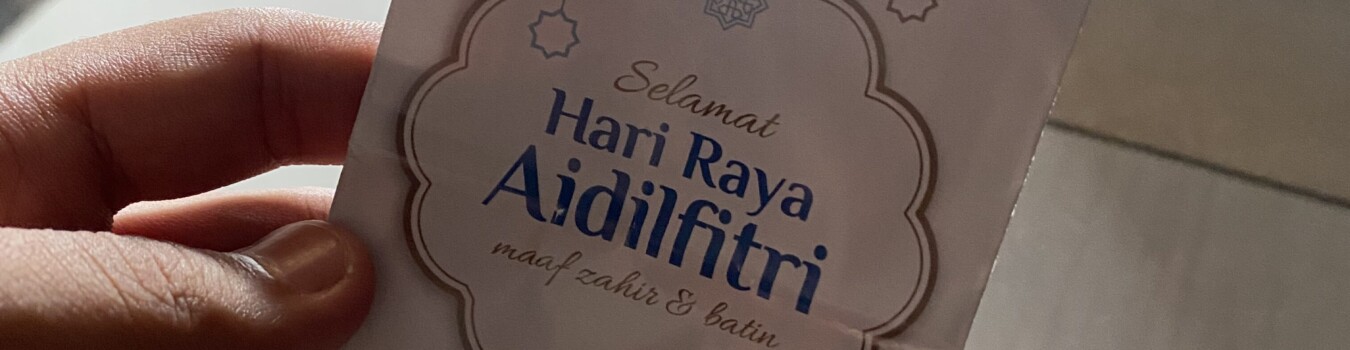 Selamat
Hari Raya
Aidilfitri
maaf zahir & batin